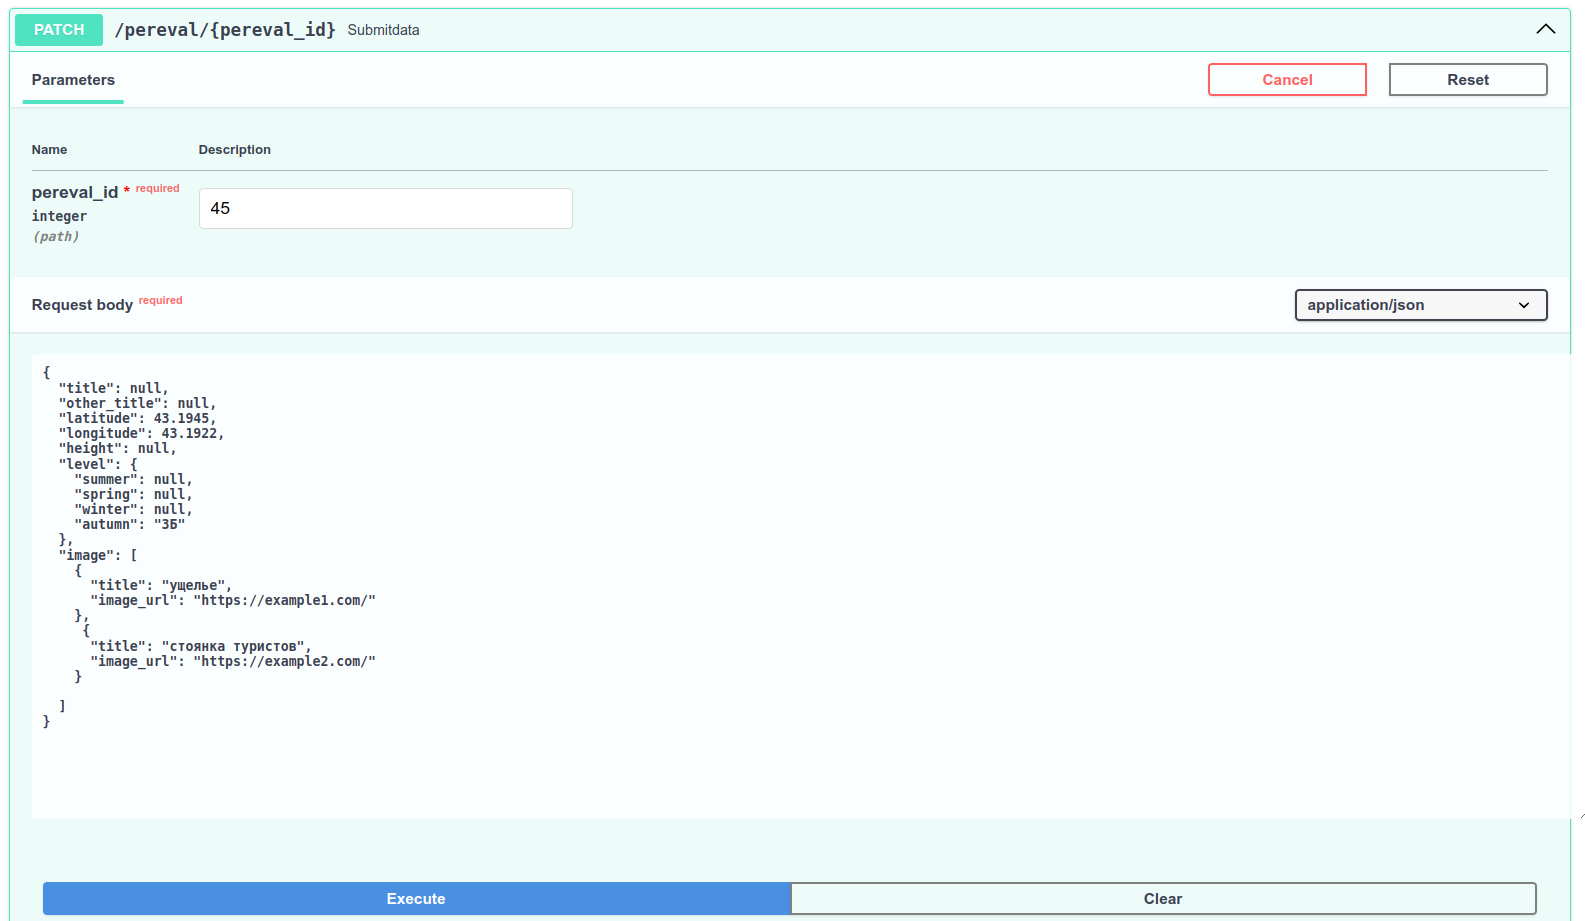 PATCH /pereval/{pereval_id} Submitdata
Parameters
Cancel
Reset
Name Description
pereval_id * required
integer
(path)
45
Request body required
application/json
{
  "title": null,
  "other_title": null,
  "latitude": 43.1945,
  "longitude": 43.1922,
  "height": null,
  "level": {
    "summer": null,
    "spring": null,
    "winter": null,
    "autumn": "3Б"
  },
  "image": [
    {
      "title": "ущелье",
      "image_url": "https://example1.com/"
    },
     {
      "title": "стоянка туристов",
      "image_url": "https://example2.com/"
    }
  ]
}
Execute
Clear